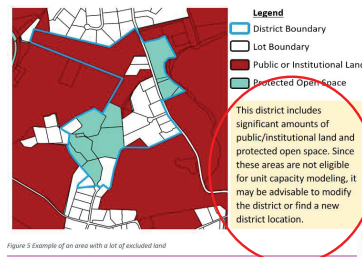 Legend
District Boundary
Lot Boundary
Public or Institutional Land
Protected Open Space
This district includes
significant amounts of
public/institutional land and
protected open space. Since
these areas are not eligible
for unit capacity modeling, it
may be advisable to modify
the district or find a new
district location.
Figure 5 Example of an area with a lot of excluded land